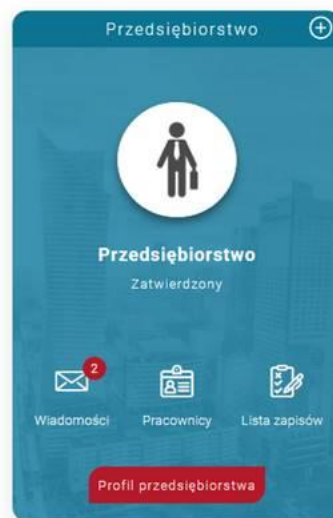 Przedsiębiorstwo
Przedsiębiorstwo
Zatwierdzony
2
Wiadomości Pracownicy Lista zapisów
Profil przedsiębiorstwa